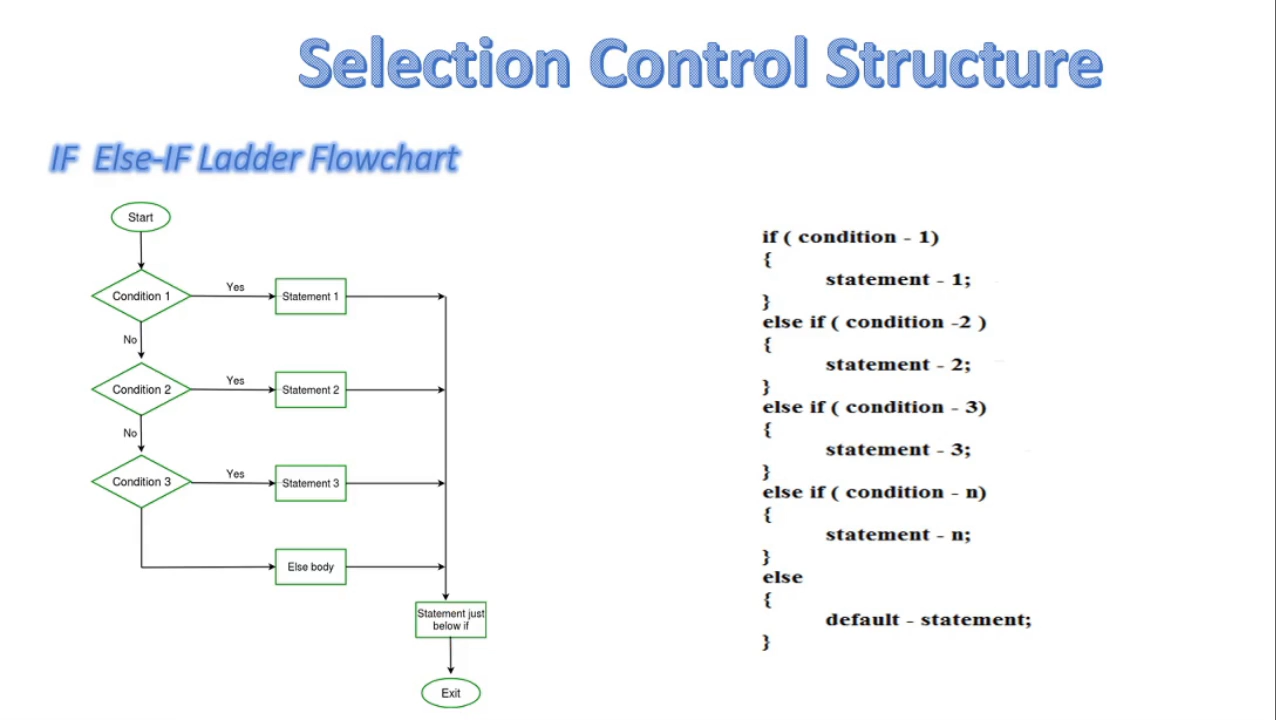 Selection Control Structure
IF Else-IF Ladder Flowchart
Start
Condition 1
Yes
Statement 1
No
Condition 2
Yes
Statement 2
No
Condition 3
Yes
Statement 3
Else body
Statement just
below if
Exit
if ( condition - 1)
{
statement - 1;
}
else if ( condition -2 )
{
statement - 2;
}
else if ( condition - 3)
{
statement - 3;
}
else if ( condition - n)
{
statement - n;
}
else
{
default - statement;
}